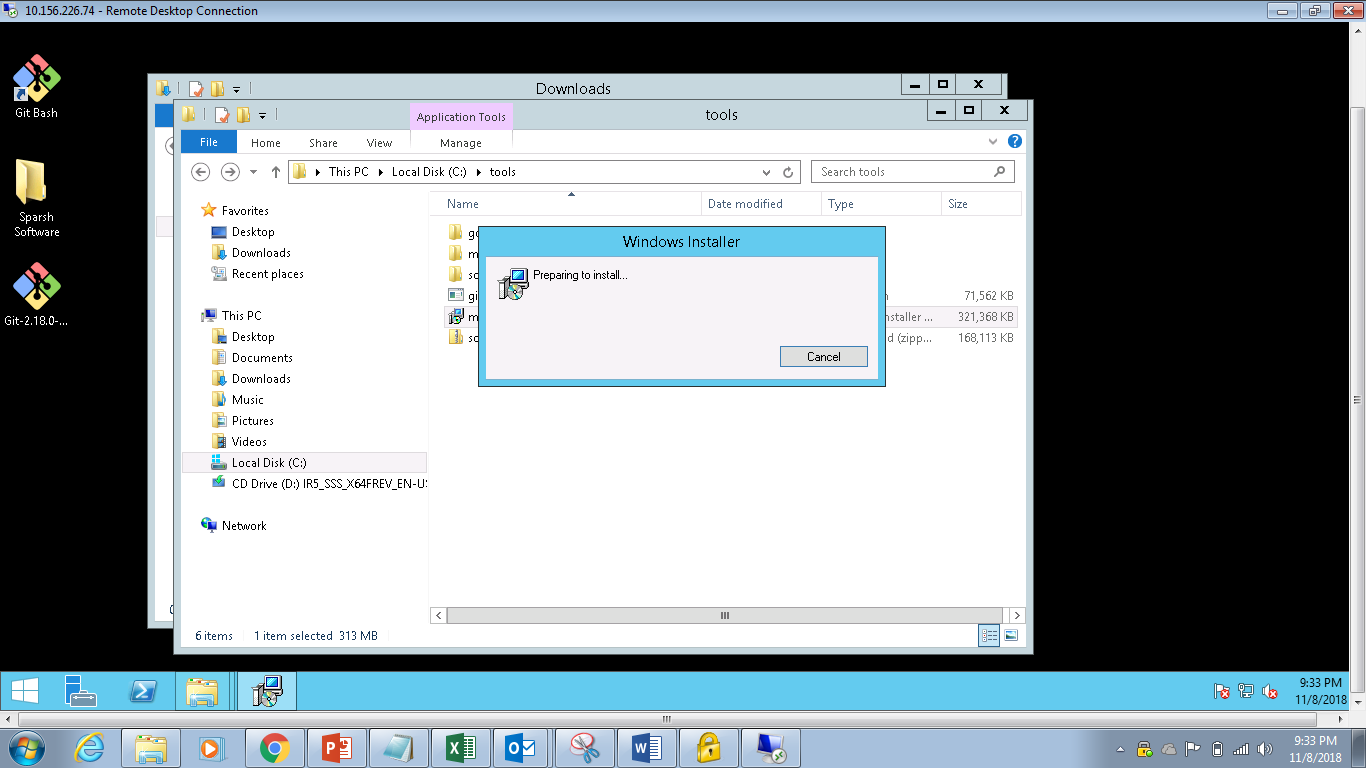 10.156.226.74 - Remote Desktop Connection
Git Bash
Sparsh
Software
Git-2.18.0-...
Downloads
Application Tools
tools
File
Home
Share
View
Manage
This PC
Local Disk (C:)
tools
Search tools
Name
Date modified
Type
Size
Favorites
Desktop
Downloads
Recent places
This PC
Desktop
Documents
Downloads
Music
Pictures
Videos
Local Disk (C:)
CD Drive (D:) IR5_SSS_X64FREV_EN-US
Network
Windows Installer
Preparing to install...
Cancel
71,562 KB
nstaller ...
321,368 KB
d (zipp...
168,113 KB
6 items
1 item selected 313 MB
9:33 PM
11/8/2018
9:33 PM
11/8/2018